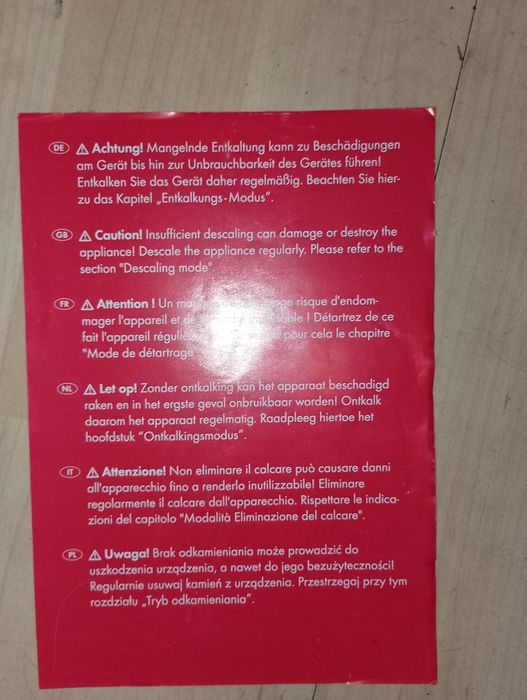 DE ⚠ Achtung! Mangelnde Entkaltung kann zu Beschädigungen
am Gerät bis hin zur Unbrauchbarkeit des Gerätes führen!
Entkalken Sie das Gerät daher regelmäßig. Beachten Sie hier-
zu das Kapitel „Entkalkungs-Modus".
GB ⚠ Caution! Insufficient descaling can damage or destroy the
appliance! Descale the appliance regularly. Please refer to the
section "Descaling mode".
FR ⚠ Attention ! Un risque d'endom-
mager l'appareil et ! Détartrez de ce
fait l'appareil pour cela le chapitre
"Mode de détartrage
NL ⚠ Let op! Zonder ontkalking kan het apparaat beschadigd
raken en in het ergste geval onbruikbaar worden! Ontkalk
daarom het apparaat regelmatig. Raadpleeg hiertoe het
hoofdstuk "Ontkalkingsmodus".
IT ⚠ Attenzione! Non eliminare il calcare può causare danni
all'apparecchio fino a renderlo inutilizzabile! Eliminare
regolarmente il calcare dall'apparecchio. Rispettare le indica-
zioni del capitolo "Modalità Eliminazione del calcare".
PL ⚠ Uwaga! Brak odkamieniania może prowadzić do
uszkodzenia urządzenia, a nawet do jego bezużyteczności!
Regularnie usuwaj kamień z urządzenia. Przestrzegaj przy tym
rozdziału „Tryb odkamieniania".